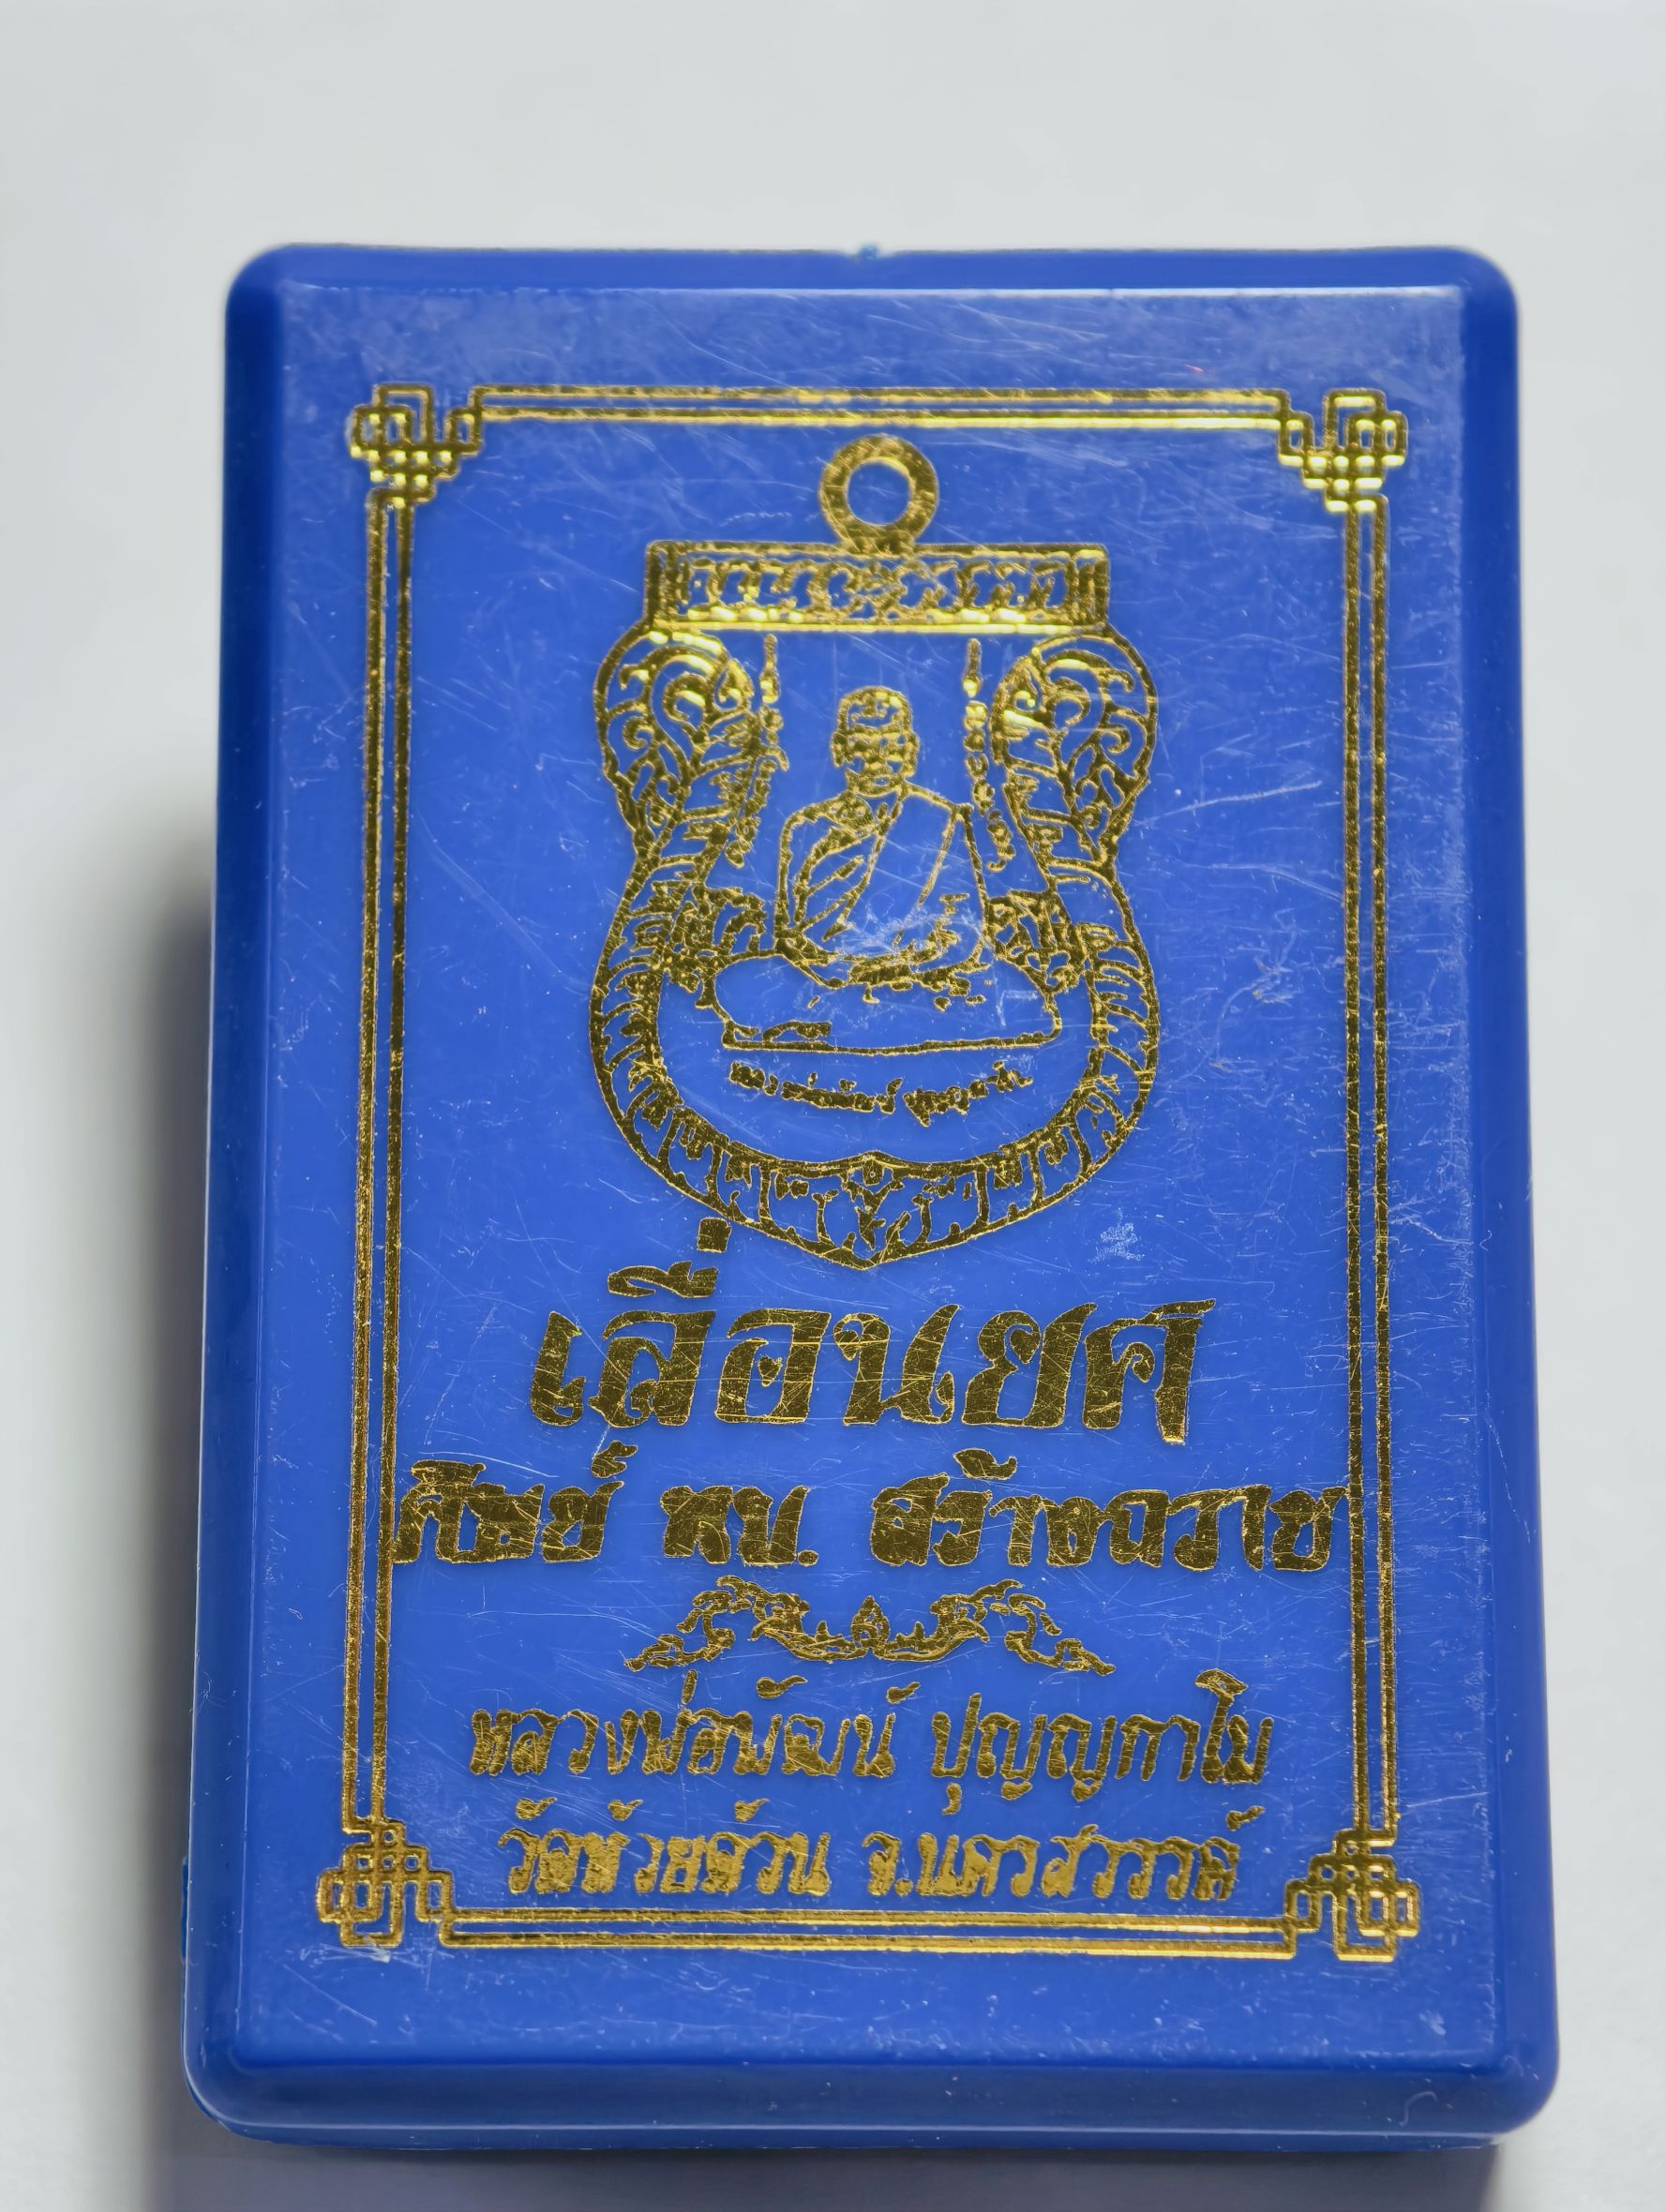 เลื่อนยศ
ศิษย์ พบ. สร้างถวาย
หลวงพ่อพัฒน์ ปุญญกาโม
วัดห้วยด้วน จ.นครสวรรค์